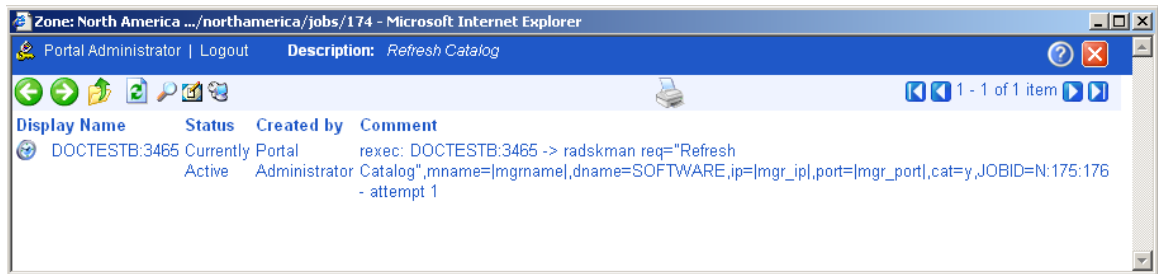 Zone: North America .../northamerica/jobs/174 - Microsoft Internet Explorer
Portal Administrator | Logout Description: Refresh Catalog
1 - 1 of 1 item
Display Name Status Created by Comment
DOCTESTB:3465 Currently Portal rexec: DOCTESTB:3465 -> radskman req="Refresh
Active Administrator Catalog",mname=|mgrname|,dname=SOFTWARE,ip=|mgr_ip|,port=|mgr_port|,cat=y,JOBID=N:175:176
- attempt 1